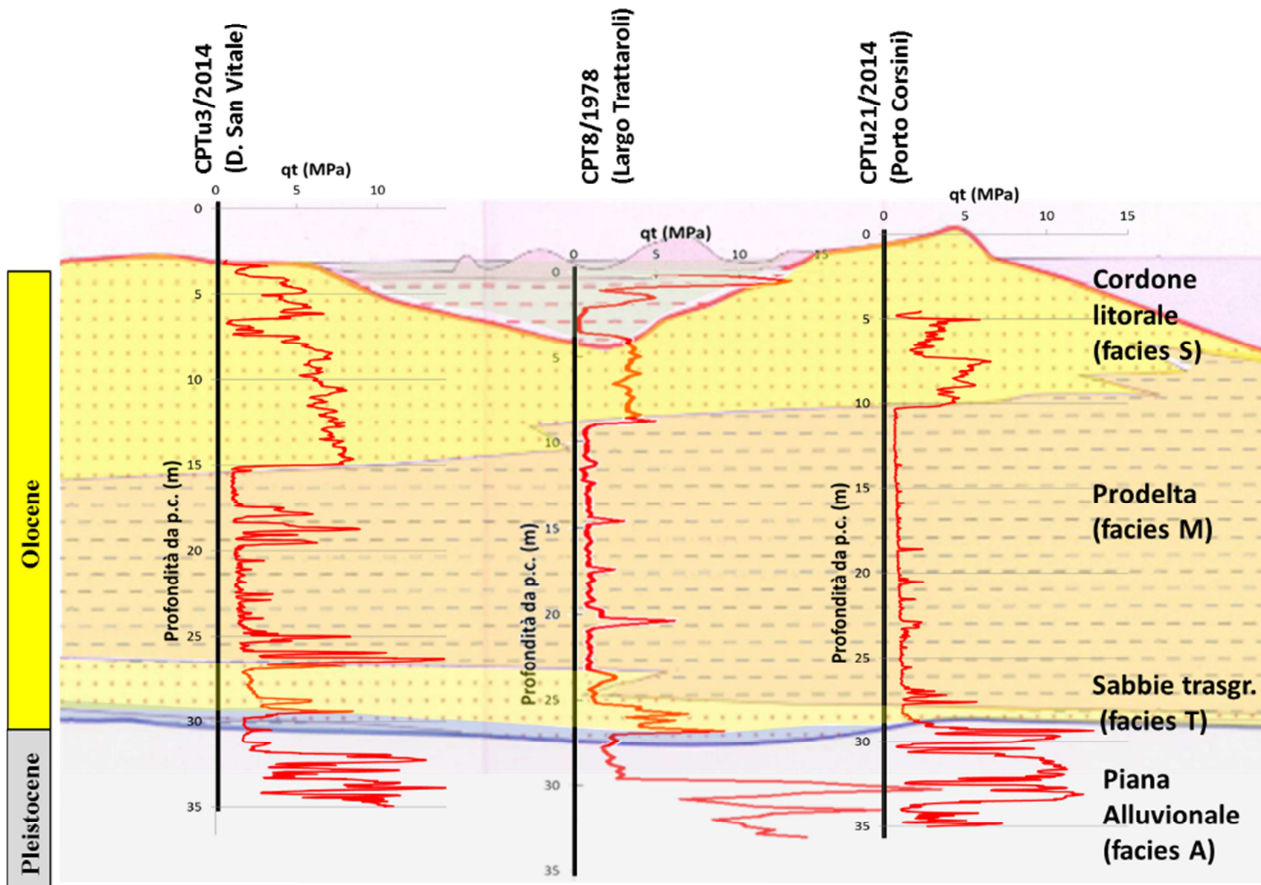 CPTu3/2014
(D. San Vitale)
CPT8/1978
(Largo Trattaroli)
CPTu21/2014
(Porto Corsini)
qt (MPa)
0 5 10
qt (MPa)
0 5 10 15
qt (MPa)
0 5 10 15
0
5
10
15
20
25
30
35
Profondità da p.c. (m)
0
5
10
15
20
25
30
35
Profondità da p.c. (m)
0
5
10
15
20
25
30
35
Profondità da p.c. (m)
Cordone
litorale
(facies S)
Prodelta
(facies M)
Sabbie trasgr.
(facies T)
Piana
Alluvionale
(facies A)
Olocene
Pleistocene